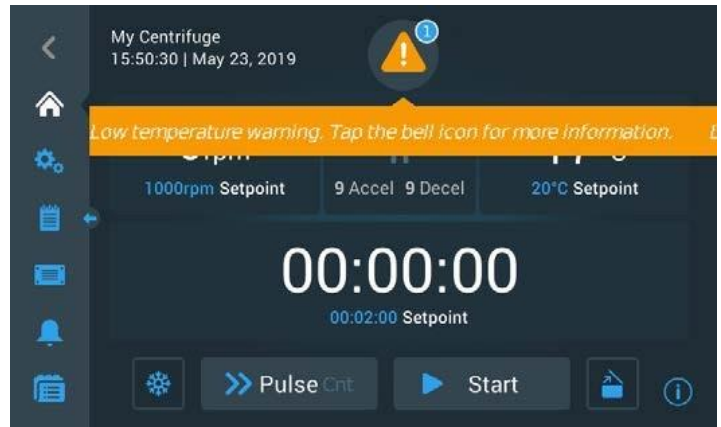 My Centrifuge
15:50:30 | May 23, 2019
1
Low temperature warning. Tap the bell icon for more information.
rpm
1000rpm Setpoint
9 Accel 9 Decel
20°C Setpoint
00:00:00
00:02:00 Setpoint
Pulse Cnt
Start